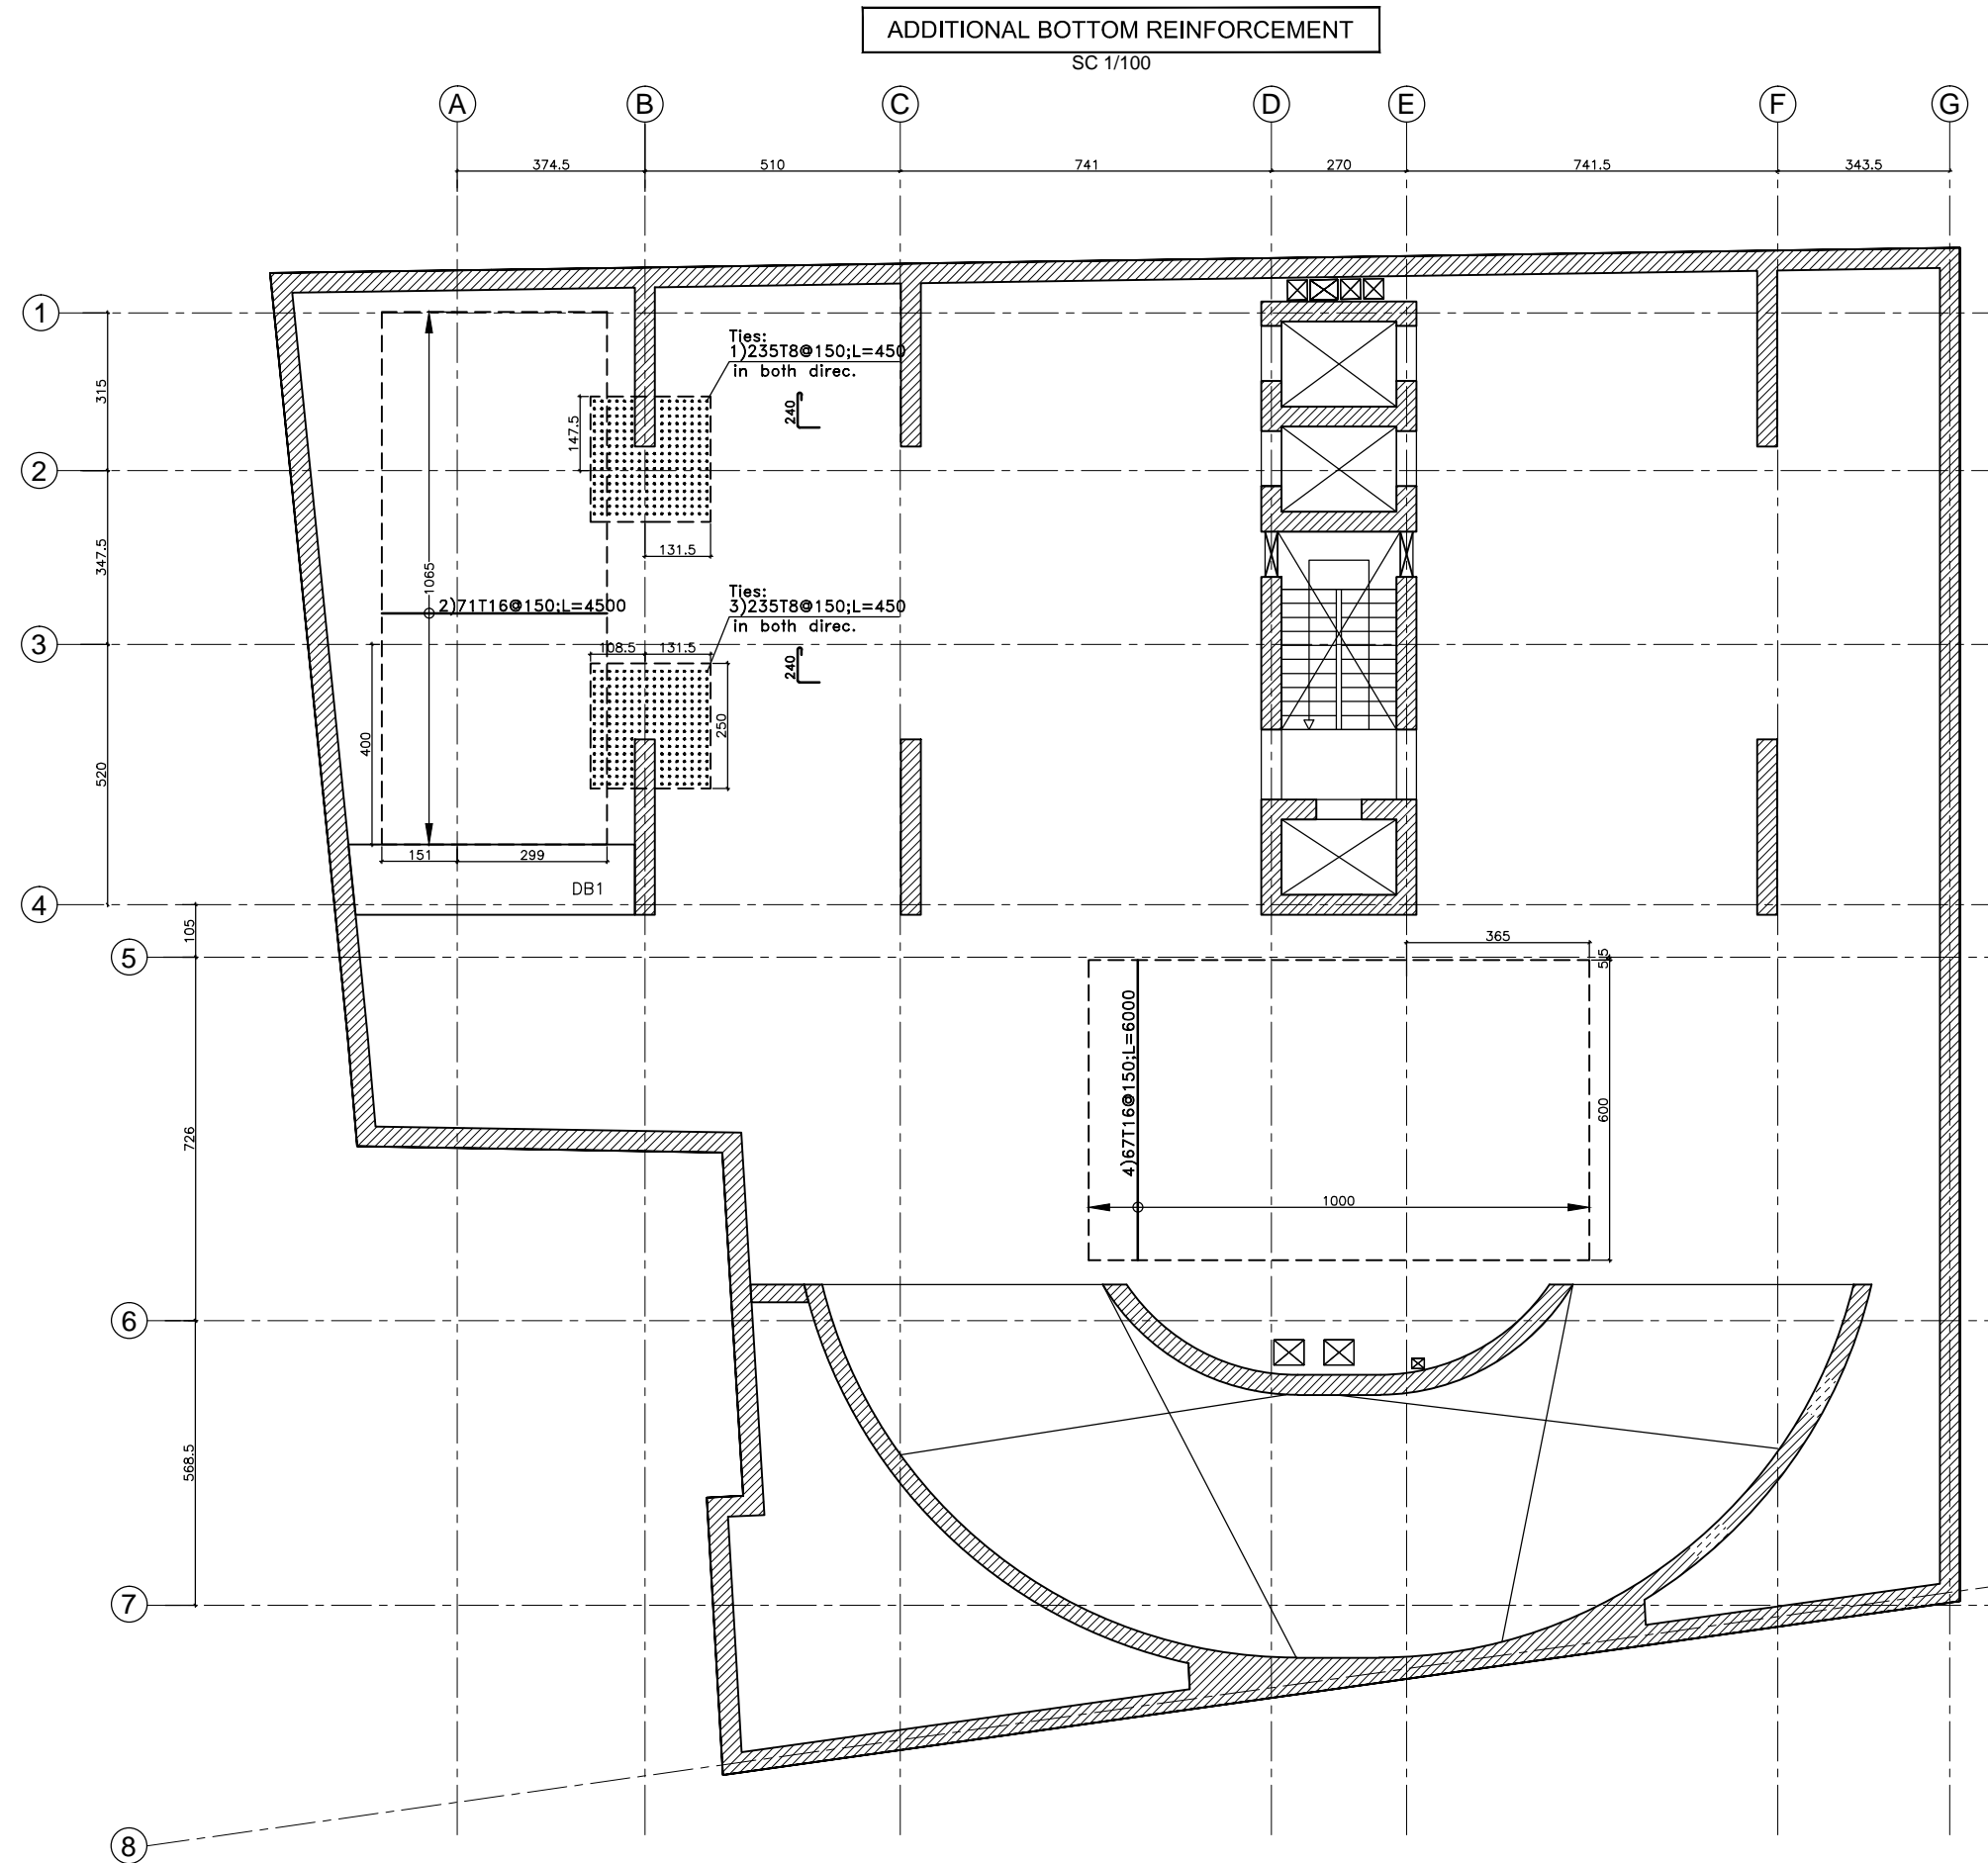 ADDITIONAL BOTTOM REINFORCEMENT
SC 1/100
A B C D E F G
374.5 510 741 270 741.5 343.5
1
315
Ties:
1)235T8@150;L=450
in both direc.
240
147.5
2
131.5
347.5
1065
2)71T16@150;L=4500
Ties:
3)235T8@150;L=450
in both direc.
240
3
108.5 131.5
250
400
520
151 299
DB1
4
105
365
5
5.5
4)67T16@150;L=6000
600
726
1000
6
568.5
7
8